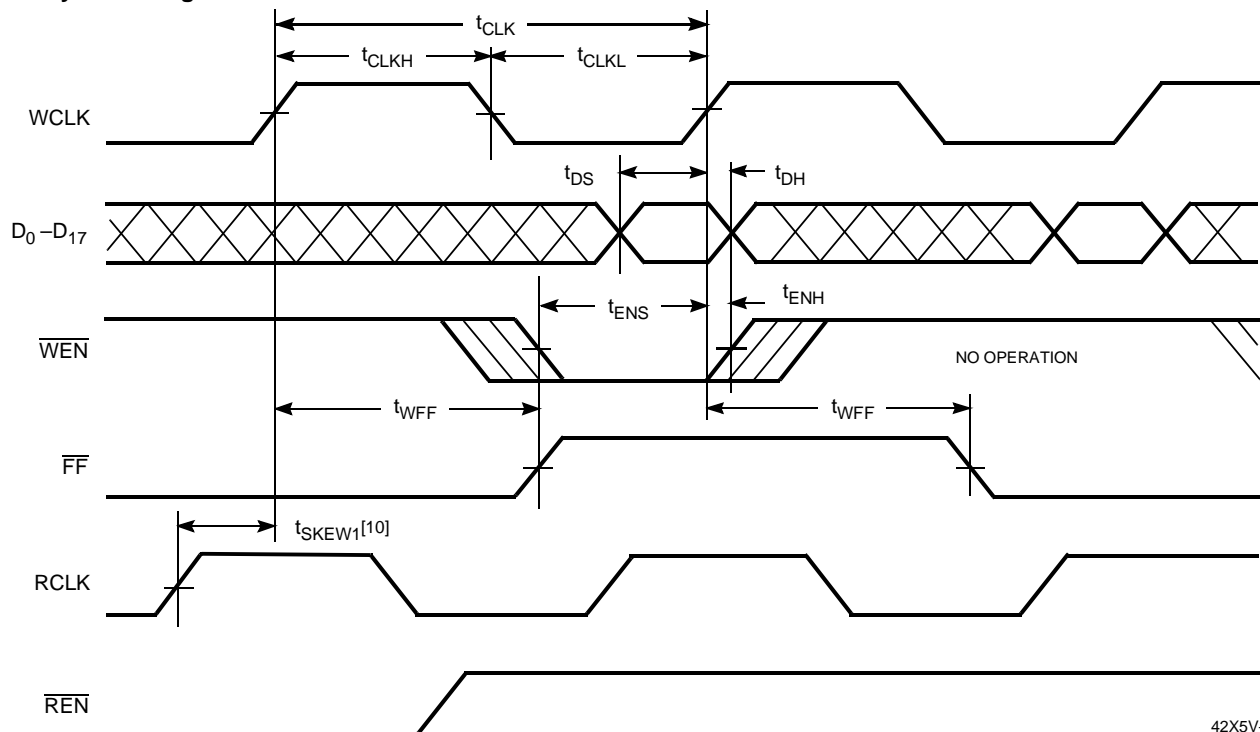 tCLK
tCLKH
tCLKL
WCLK
tDS
tDH
D0 –D17
tENS
tENH
WEN
NO OPERATION
tWFF
tWFF
FF
tSKEW1[10]
RCLK
REN